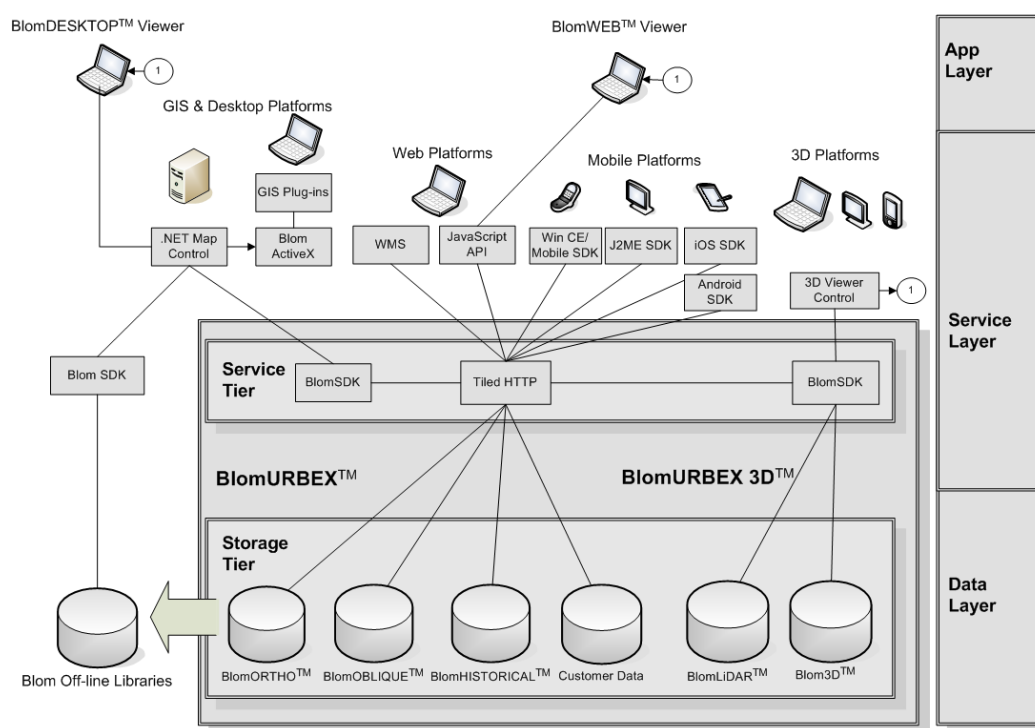 BlomDESKTOP™ Viewer
BlomWEB™ Viewer
App
Layer
1
1
GIS & Desktop Platforms
Web Platforms
Mobile Platforms
3D Platforms
GIS Plug-ins
.NET Map
Control
Blom
ActiveX
WMS
JavaScript
API
Win CE/
Mobile SDK
J2ME SDK
iOS SDK
Android
SDK
3D Viewer
Control
1
Service
Layer
Blom SDK
Service
Tier
BlomSDK
Tiled HTTP
BlomSDK
BlomURBEX™
BlomURBEX 3D™
Storage
Tier
Data
Layer
BlomORTHO™
BlomOBLIQUE™
BlomHISTORICAL™
Customer Data
BlomLiDAR™
Blom3D™
Blom Off-line Libraries